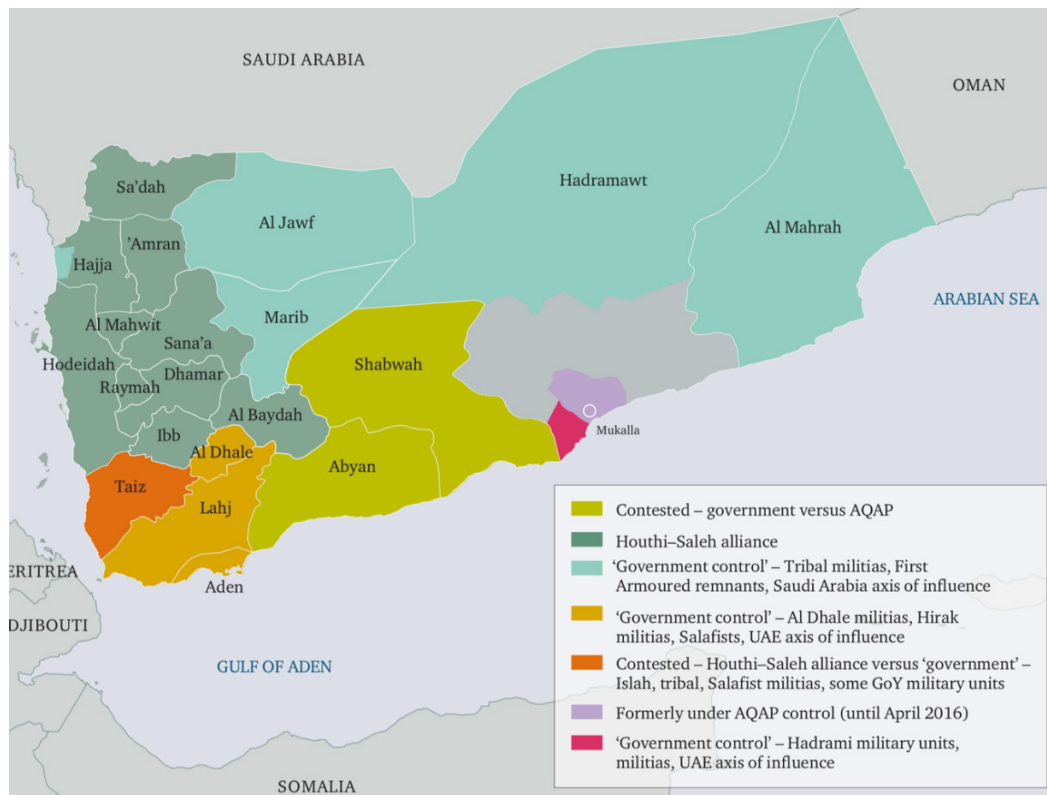 SAUDI ARABIA
OMAN
Sa’dah
Hadramawt
Al Jawf
Al Mahrah
’Amran
Hajja
ARABIAN SEA
Marib
Al Mahwit
Sana’a
Hodeidah
Shabwah
Dhamar
Raymah
Al Baydah
Mukalla
Ibb
Al Dhale
Abyan
Taiz
Lahj
Contested – government versus AQAP
Houthi–Saleh alliance
‘Government control’ – Tribal militias, First
Armoured remnants, Saudi Arabia axis of influence
‘Government control’ – Al Dhale militias, Hirak
militias, Salafists, UAE axis of influence
Contested – Houthi–Saleh alliance versus ‘government’ –
Islah, tribal, Salafist militias, some GoY military units
Formerly under AQAP control (until April 2016)
‘Government control’ – Hadrami military units,
militias, UAE axis of influence
ERITREA
Aden
DJIBOUTI
GULF OF ADEN
SOMALIA